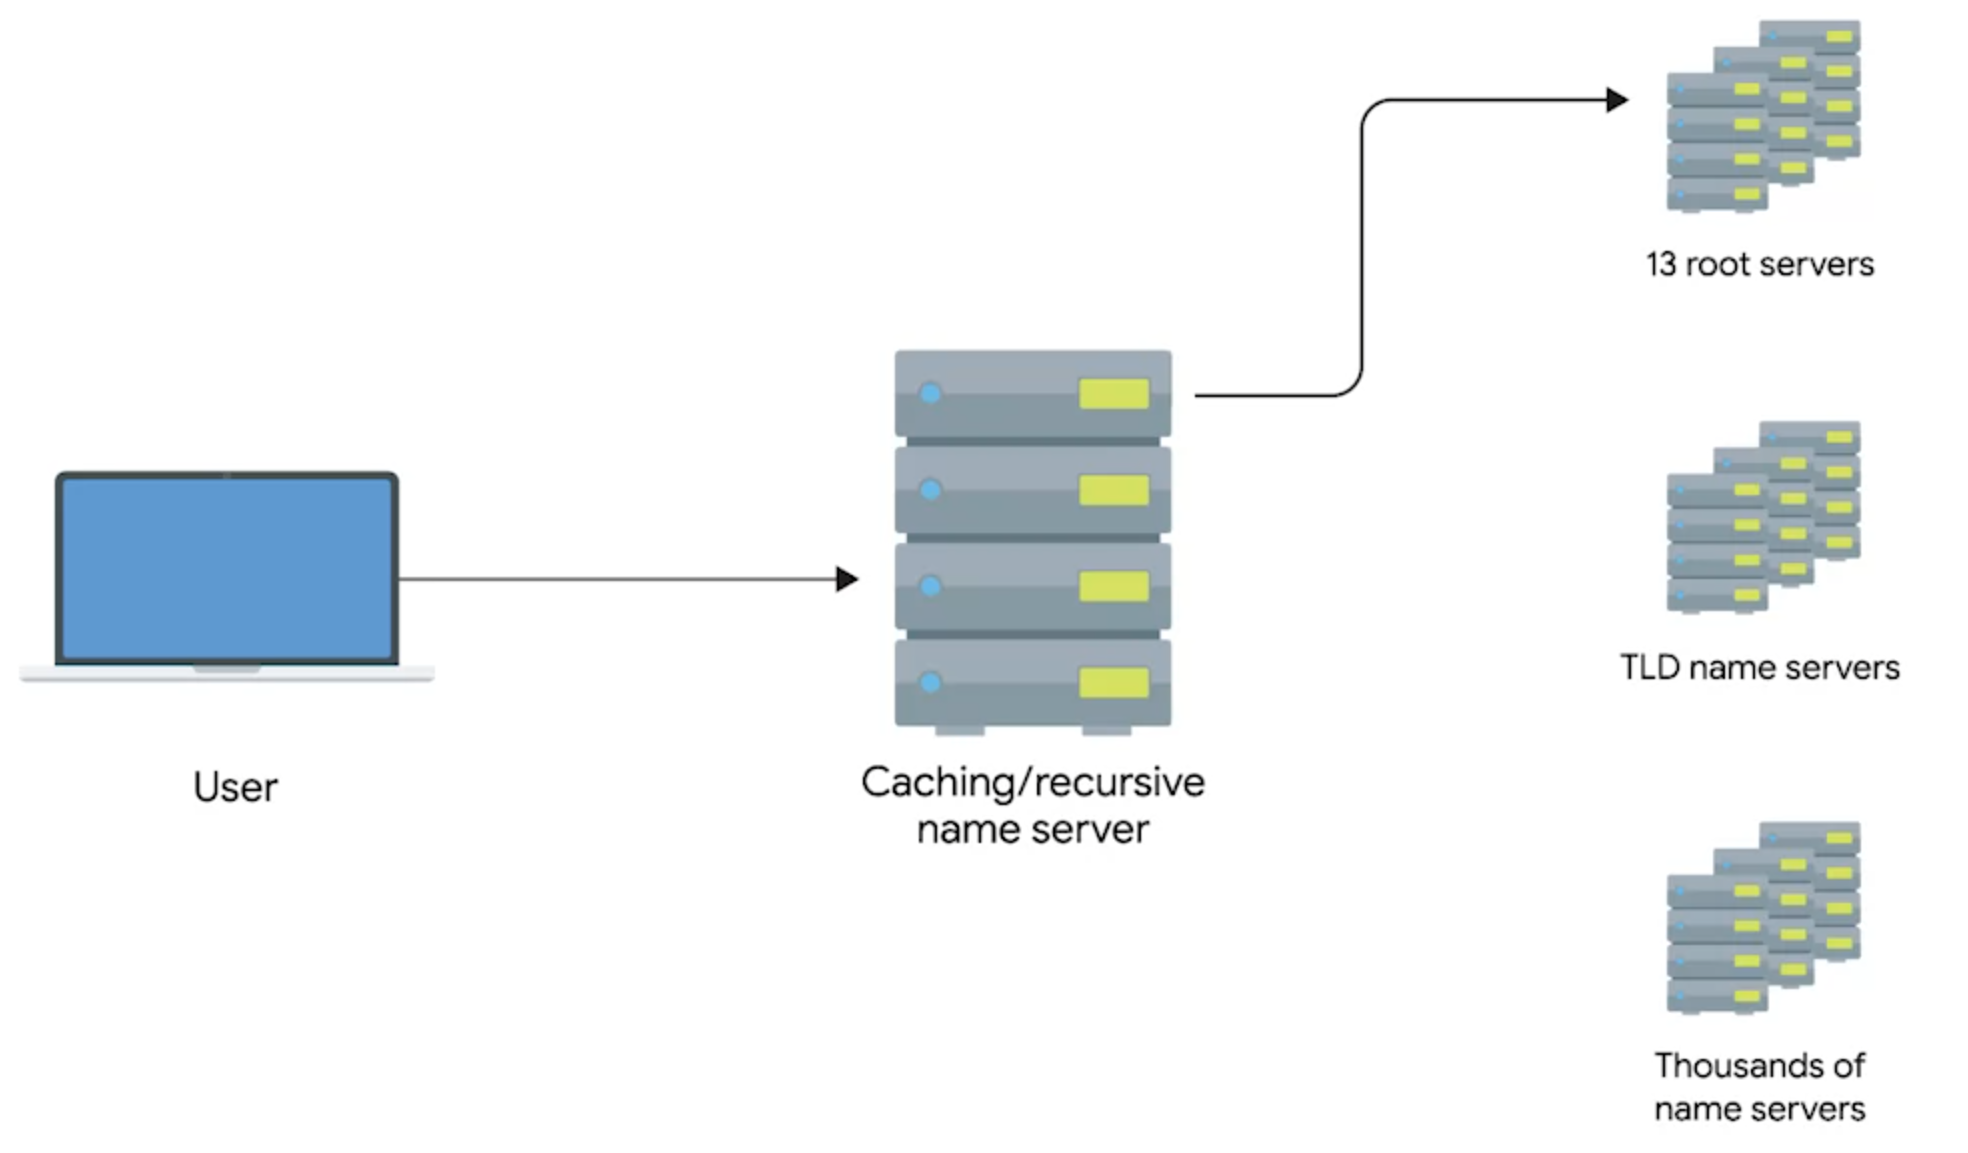 13 root servers
TLD name servers
User
Caching/recursive
name server
Thousands of
name servers